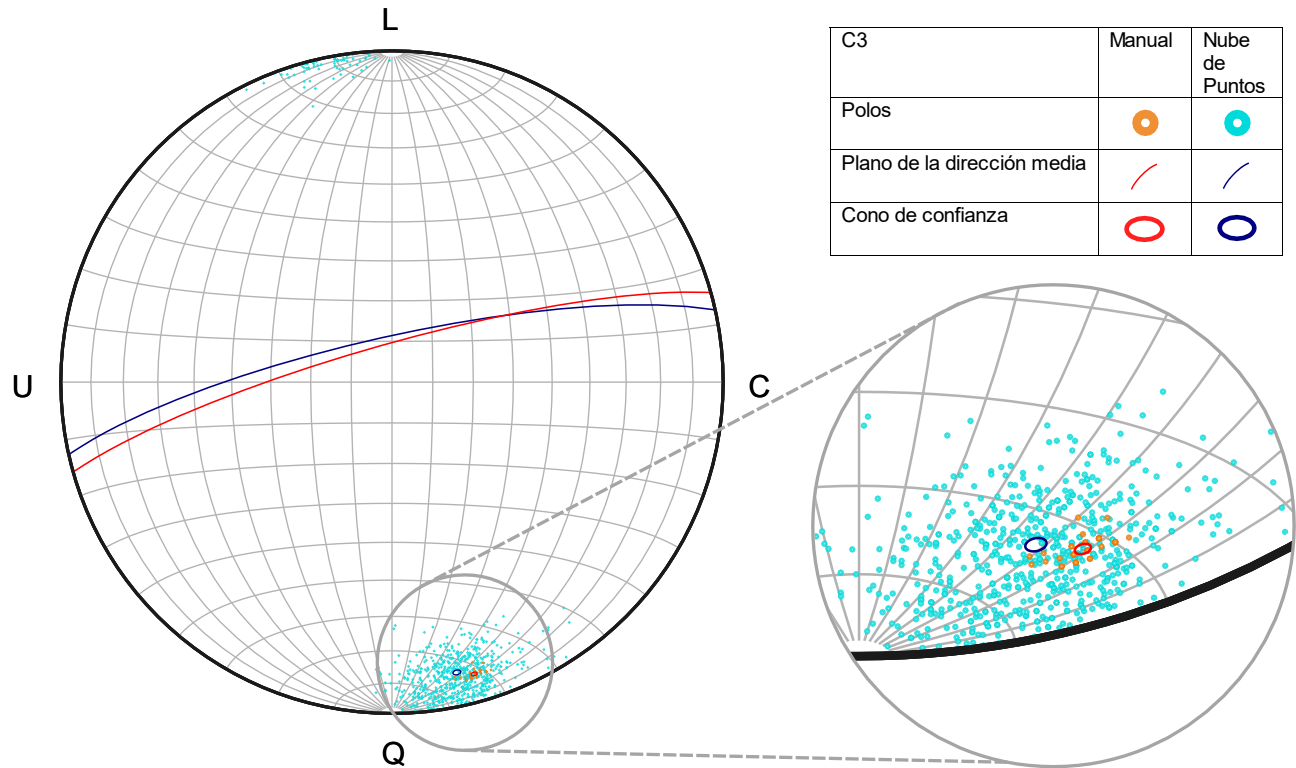 L
C3
Manual
Nube
de
Puntos
Polos
Plano de la dirección media
Cono de confianza
U
C
Q